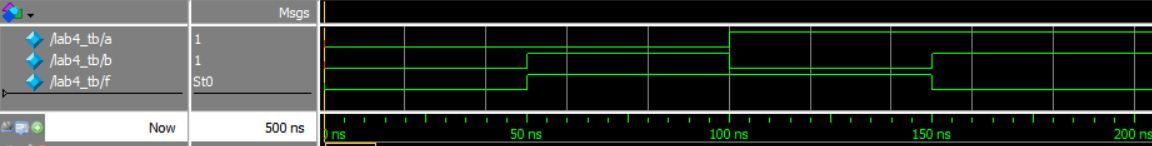 Msgs
/lab4_tb/a 1
/lab4_tb/b 1
/lab4_tb/f St0
Now 500 ns
ns 50 ns 100 ns 150 ns 200 ns